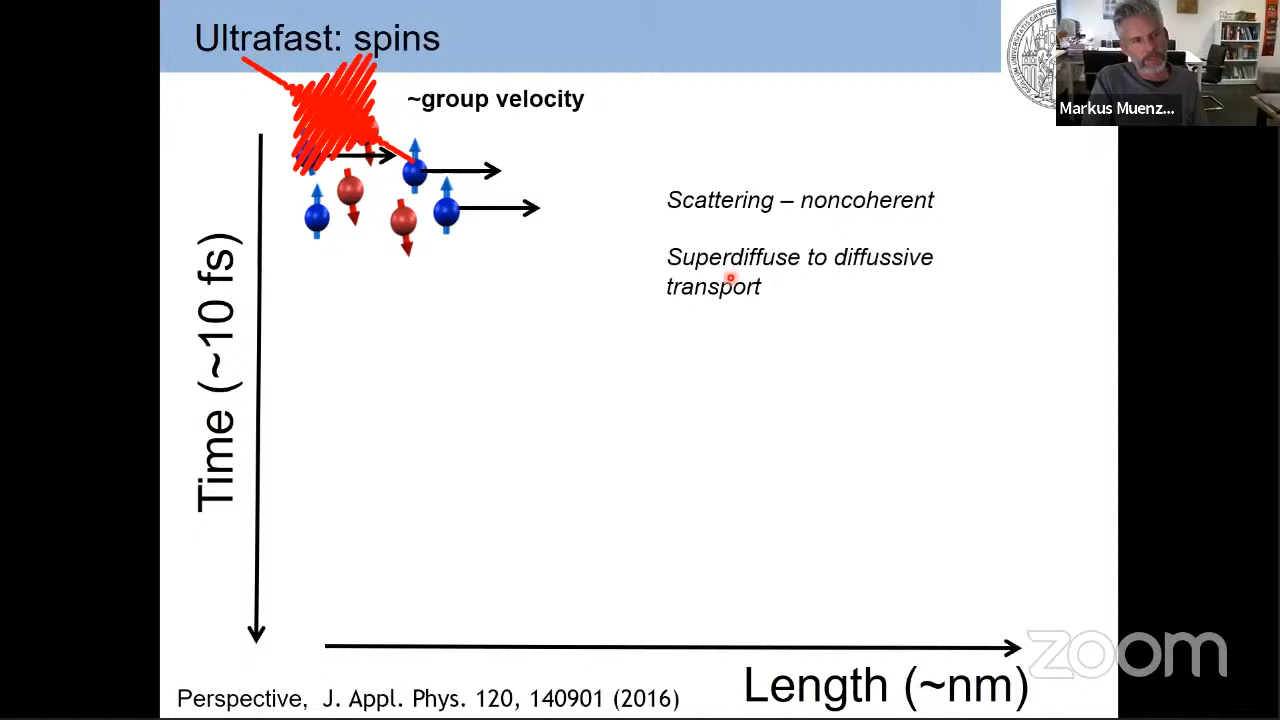 Ultrafast: spins
~group velocity
Markus Muenz...
Scattering – noncoherent
Superdiffuse to diffussive
transport
Time (~10 fs)
Length (~nm)
zoom
Perspective, J. Appl. Phys. 120, 140901 (2016)